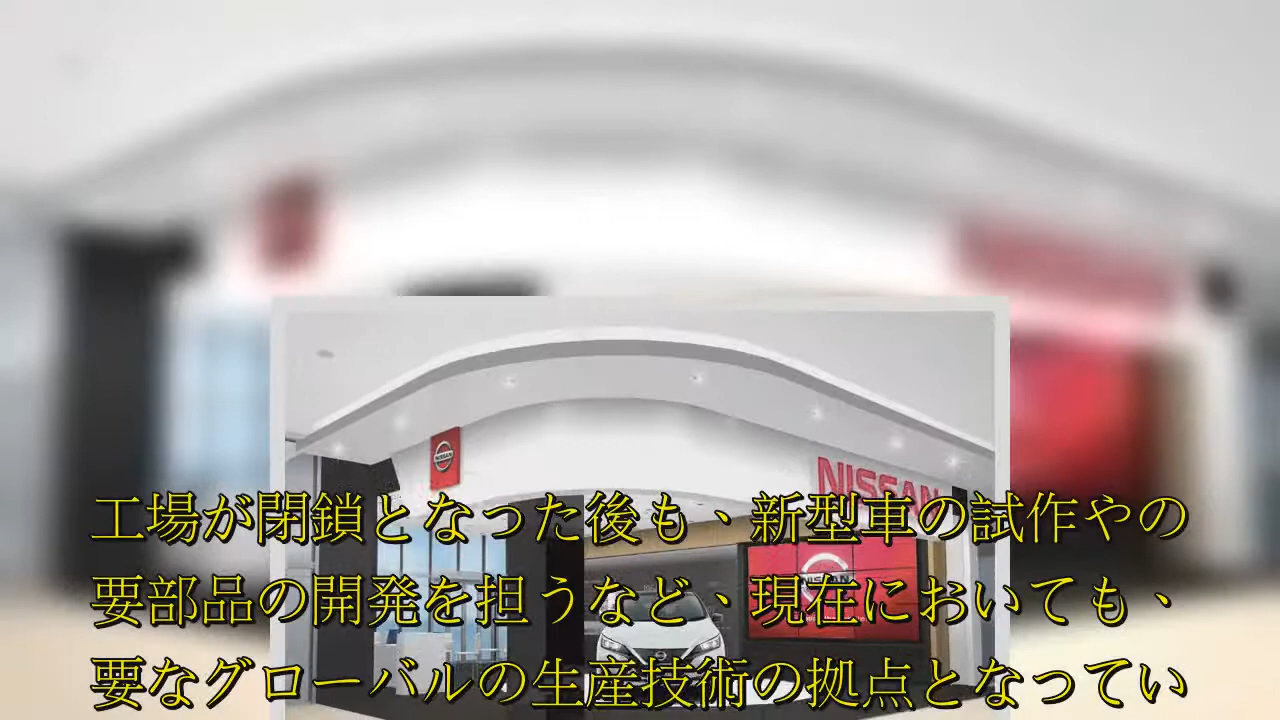 NISSAN
NISSAN
NISSAN
工場が閉鎖となった後も、新型車の試作やの
要部品の開発を担うなど、現在においても、
要なグローバルの生産技術の拠点となってい